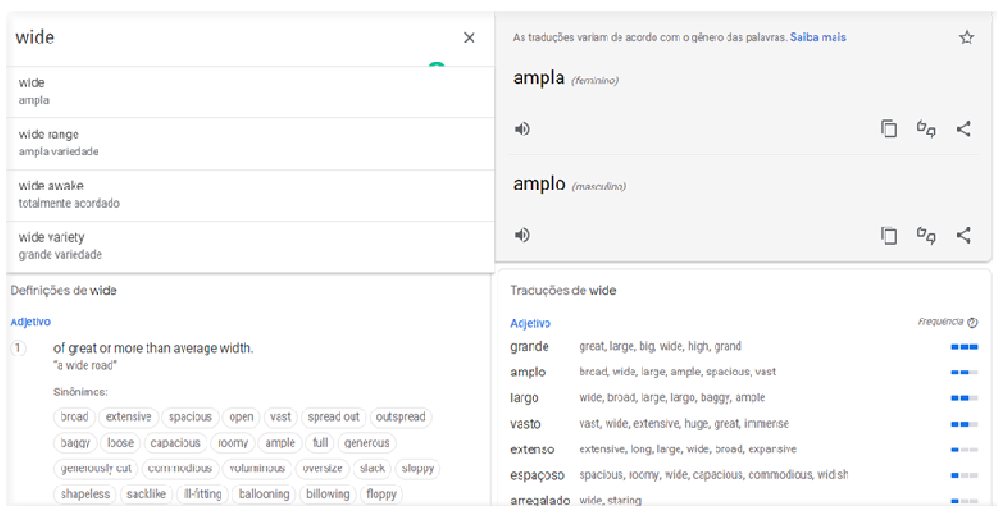 wide
wide
ampla
wide range
ampla variedade
wide awake
totalmente acordado
wide variety
grande variedade
Definições de wide
Adjetivo
1
of great or more than average width.
"a wide road"
Sinônimos:
broad extensive spacious open vast spread out outspread
baggy loose capacious roomy ample full generous
generously cut commodious voluminous oversize slack sloppy
shapeless sacklike ill-fitting ballooning billowing floppy
As traduções variam de acordo com o gênero das palavras. Saiba mais
ampla (feminino)
amplo (masculino)
Traduções de wide
Adjetivo Frequência
grande great, large, big, wide, high, grand
amplo broad, wide, large, ample, spacious, vast
largo wide, broad, large, largo, baggy, ample
vasto vast, wide, extensive, huge, great, immense
extenso extensive, long, large, wide, broad, expansive
espaçoso spacious, roomy, wide, capacious, commodious, widish
arregalado wide, staring